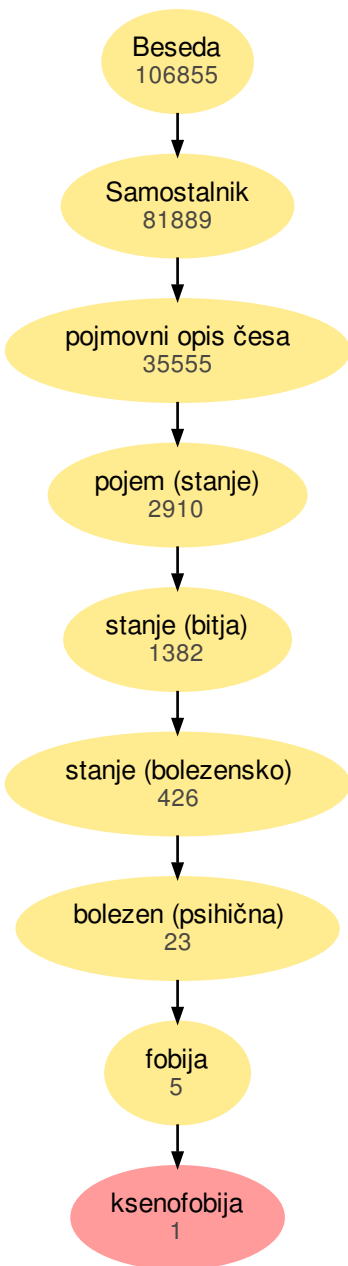 Beseda
106855
Samostalnik
81889
pojmovni opis česa
35555
pojem (stanje)
2910
stanje (bitja)
1382
stanje (bolezensko)
426
bolezen (psihična)
23
fobija
5
ksenofobija
1